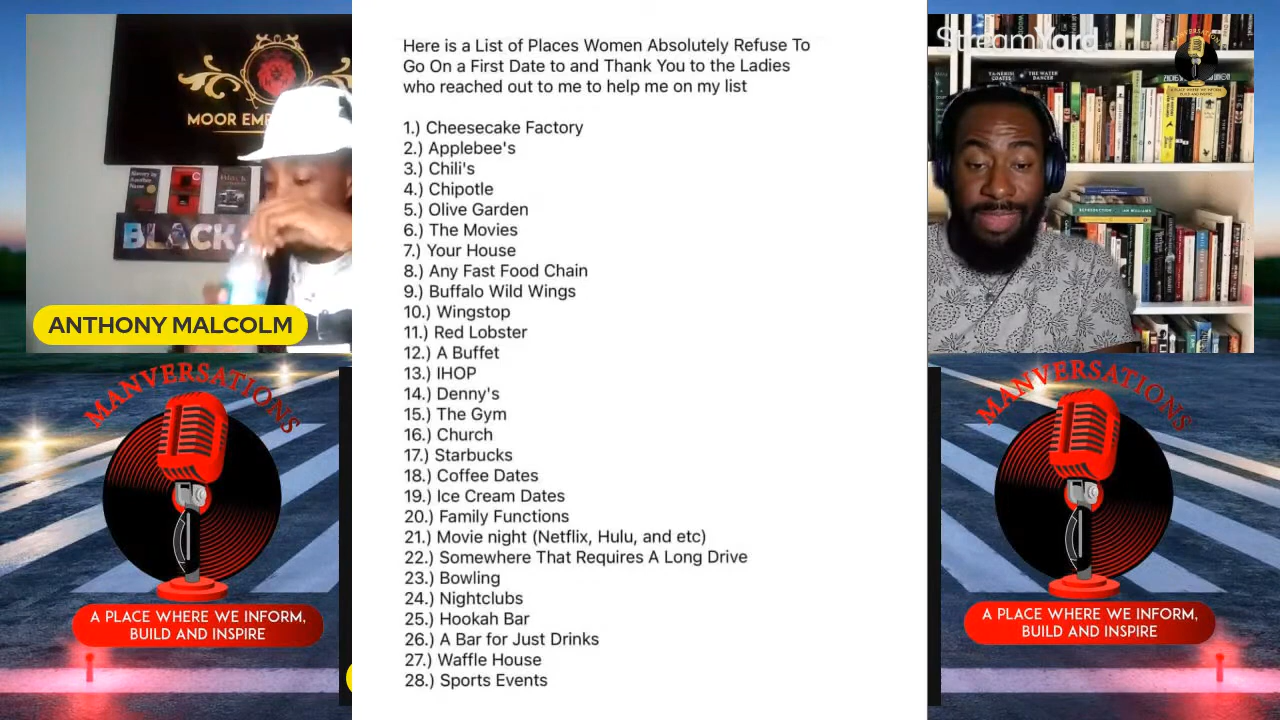 MOOR EM
BLACK
ANTHONY MALCOLM
Here is a List of Places Women Absolutely Refuse To
Go On a First Date to and Thank You to the Ladies
who reached out to me to help me on my list
1.) Cheesecake Factory
2.) Applebee's
3.) Chili's
4.) Chipotle
5.) Olive Garden
6.) The Movies
7.) Your House
8.) Any Fast Food Chain
9.) Buffalo Wild Wings
10.) Wingstop
11.) Red Lobster
12.) A Buffet
13.) IHOP
14.) Denny's
15.) The Gym
16.) Church
17.) Starbucks
18.) Coffee Dates
19.) Ice Cream Dates
20.) Family Functions
21.) Movie night (Netflix, Hulu, and etc)
22.) Somewhere That Requires A Long Drive
23.) Bowling
24.) Nightclubs
25.) Hookah Bar
26.) A Bar for Just Drinks
27.) Waffle House
28.) Sports Events
StreamYard
MANVERSATIONS
A PLACE WHERE WE INFORM,
BUILD AND INSPIRE
MANVERSATIONS
A PLACE WHERE WE INFORM,
BUILD AND INSPIRE